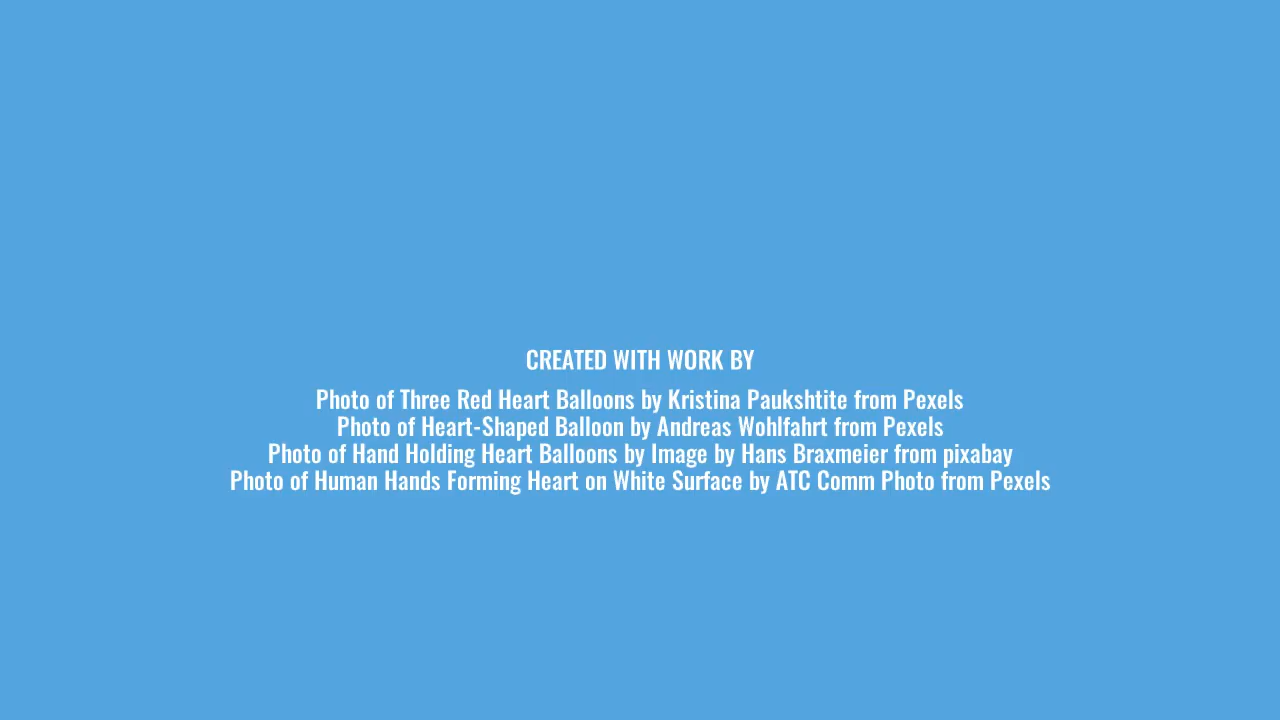 CREATED WITH WORK BY
Photo of Three Red Heart Balloons by Kristina Paukshtite from Pexels
Photo of Heart-Shaped Balloon by Andreas Wohlfahrt from Pexels
Photo of Hand Holding Heart Balloons by Image by Hans Braxmeier from pixabay
Photo of Human Hands Forming Heart on White Surface by ATC Comm Photo from Pexels